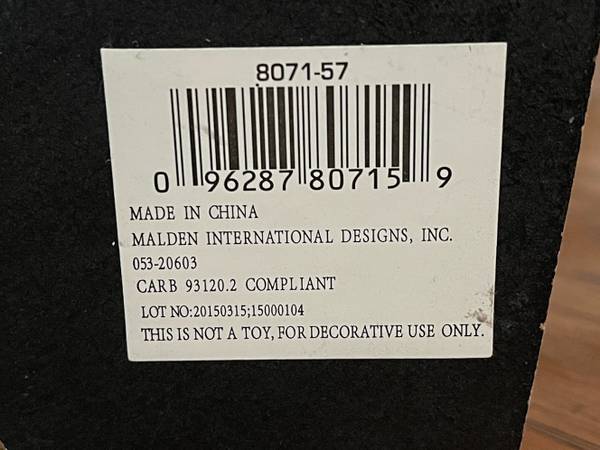 8071-57
0 96287 80715 9
MADE IN CHINA
MALDEN INTERNATIONAL DESIGNS, INC.
053-20603
CARB 93120.2 COMPLIANT
LOT NO:20150315;15000104
THIS IS NOT A TOY, FOR DECORATIVE USE ONLY.